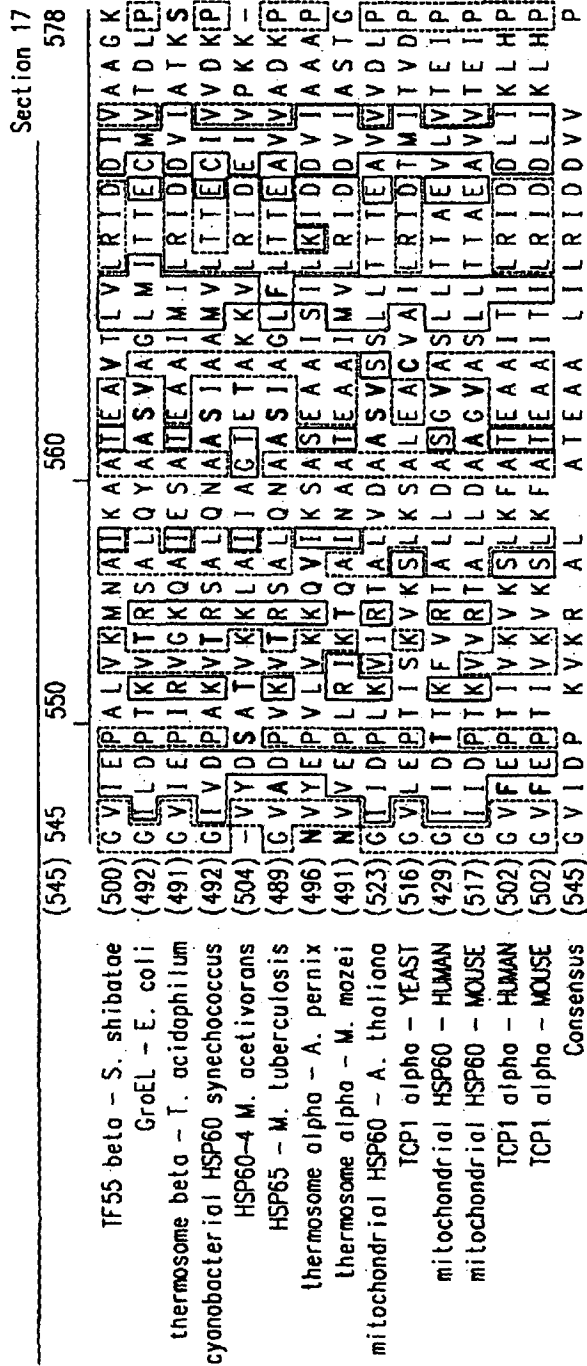 Section 17
(545) 545 550 560 578
TF55 beta – S. shibatae (500) G V I E P A L V K M N A I K A A T E A V T L V L R I D D I V A A G K
GroEL – E. coli (492) G I L D P T K V T R S A L Q Y A A S V A G L M I T T E C M V T D L P
thermosome beta – T. acidophilum (491) G V I E P I R V G K Q A I E S A T E A A I M I L R I D D V I A T K S
cyanobacterial HSP60 synechococcus (492) G I V D P A K V T R S A L Q N A A S I A A M V L T T E C I V V D K P
HSP60–4 M. acetivorans (504) - V Y D S A T V K K L A I I A G T E T A K K V L R I D E I V P K K -
HSP65 – M. tuberculosis (489) G V A D P V K V T R S A L Q N A A S I A G L F L T T E A V V A D K P
thermosome alpha – A. pernix (496) N V Y E P V L V K K Q V I K S A S E A A I S I L K I D D V I A A A P
thermosome alpha – M. mazei (491) N V V E P L R I K T Q A I N A A T E A A I M V L R I D D V I A S T G
mitochondrial HSP60 – A. thaliana (523) G I I D P L K V I R T A L V D A A S V S S L L T T T E A V V V D L P
TCP1 alpha – YEAST (516) G V L E P T I S K V K S L K S A L E A C V A I L R I D T M I T V D P
mitochondrial HSP60 – HUMAN (429) G I I D T T K F V R T A L L D A S G V A S L L T T A E V L V T E I P
mitochondrial HSP60 – MOUSE (517) G I I D P T K V V R T A L L D A A G V A S L L T T A E A V V T E I P
TCP1 alpha – HUMAN (502) G V F E P T I V K V K S L K F A T E A A I T I L R I D D L I K L H P
TCP1 alpha – MOUSE (502) G V F E P T I V K V K S L K F A T E A A I T I L R I D D L I K L H P
Consensus (545) G V I D P K V K R A L A T E A A L I L R I D D V V P